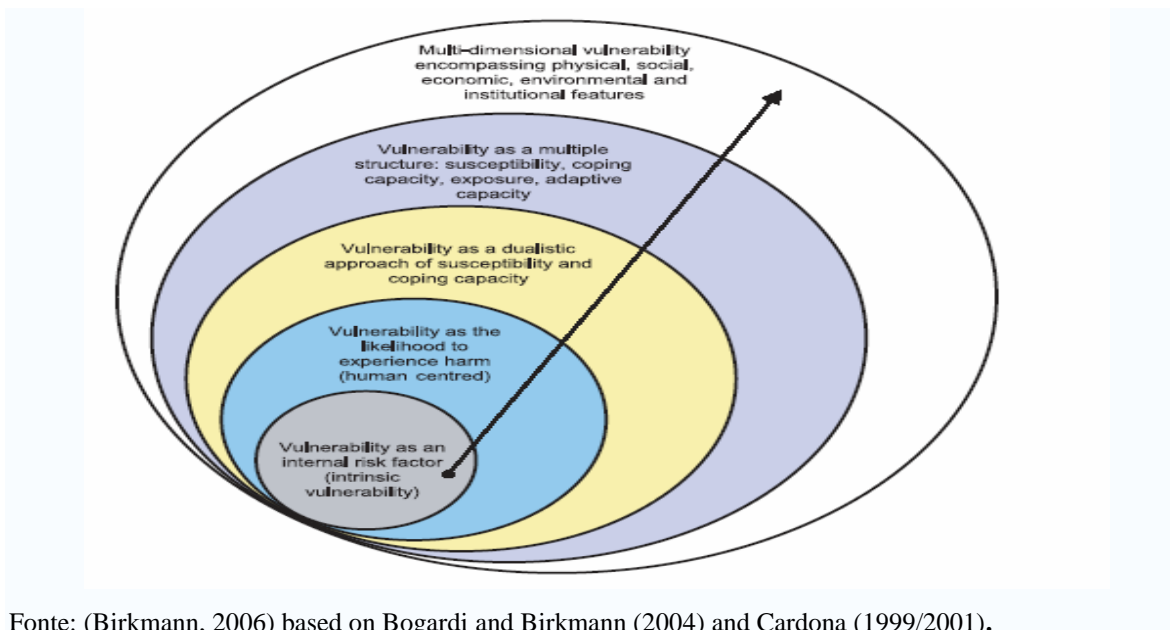 Multi-dimensional vulnerability
encompassing physical, social,
economic, environmental and
institutional features
Vulnerability as a multiple
structure: susceptibility, coping
capacity, exposure, adaptive
capacity
Vulnerability as a dualistic
approach of susceptibility and
coping capacity
Vulnerability as the
likelihood to
experience harm
(human centred)
Vulnerability as an
internal risk factor
(intrinsic
vulnerability)
Fonte: (Birkmann, 2006) based on Bogardi and Birkmann (2004) and Cardona (1999/2001).